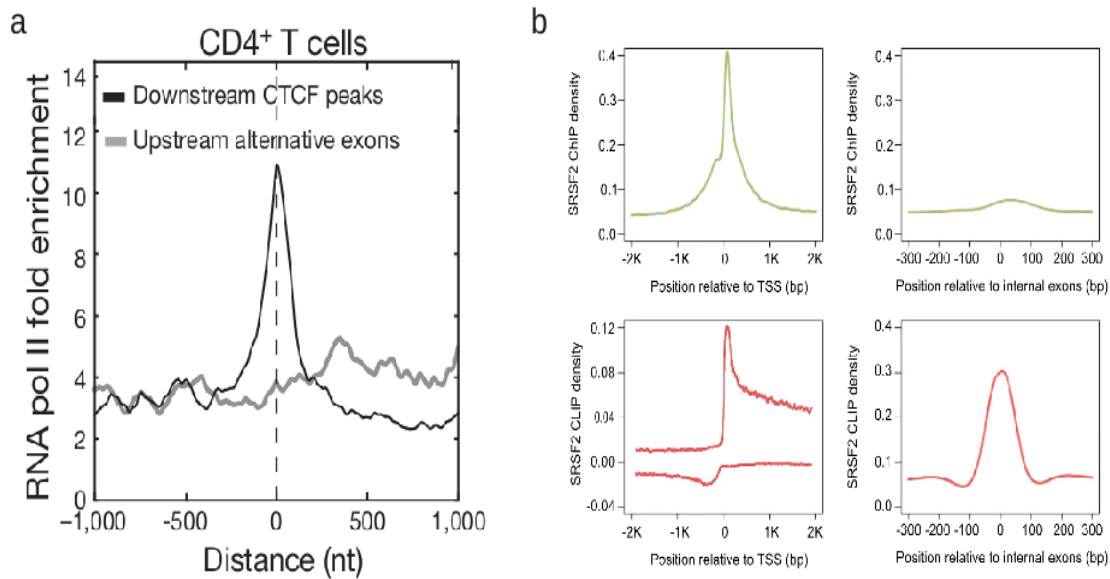 a
CD4⁺ T cells
RNA pol II fold enrichment
14
12
10
8
6
4
2
0
Downstream CTCF peaks
Upstream alternative exons
−1,000
-500
0
500
1,000
Distance (nt)
b
SRSF2 ChIP density
0.4
0.3
0.2
0.1
0.0
-2K
-1K
0
1K
2K
Position relative to TSS (bp)
SRSF2 ChIP density
0.4
0.3
0.2
0.1
0.0
-300
-200
-100
0
100
200
300
Position relative to internal exons (bp)
SRSF2 CLIP density
0.12
0.08
0.04
0.00
-0.04
-2K
-1K
0
1K
2K
Position relative to TSS (bp)
SRSF2 CLIP density
0.4
0.3
0.2
0.1
0.0
-300
-200
-100
0
100
200
300
Position relative to internal exons (bp)